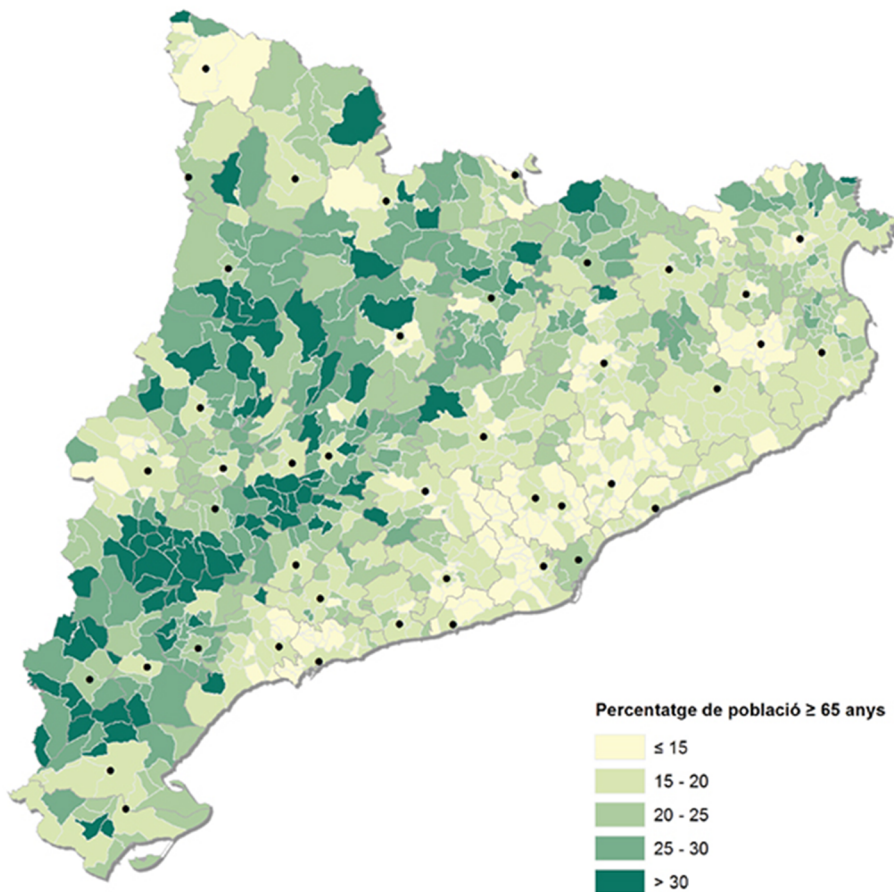 Percentatge de població ≥ 65 anys
≤ 15
15 - 20
20 - 25
25 - 30
> 30